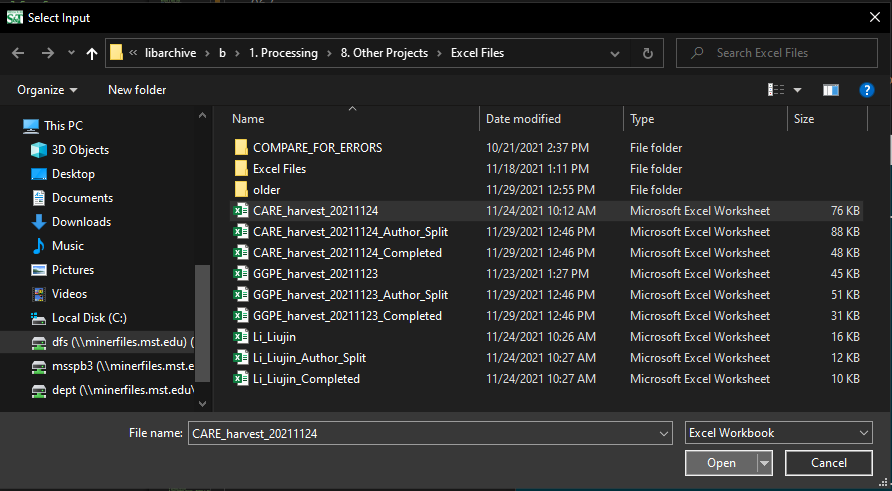 S&T Select Input
« libarchive > b > 1. Processing > 8. Other Projects > Excel Files Search Excel Files
Organize New folder
Name Date modified Type Size
This PC
3D Objects
Desktop
Documents
Downloads
Music
Pictures
Videos
Local Disk (C:)
dfs (\\minerfiles.mst.edu) (
msspb3 (\\minerfiles.mst.e
dept (\\minerfiles.mst.edu\
COMPARE_FOR_ERRORS 10/21/2021 2:37 PM File folder
Excel Files 11/18/2021 1:11 PM File folder
older 11/29/2021 12:55 PM File folder
CARE_harvest_20211124 11/24/2021 10:12 AM Microsoft Excel Worksheet 76 KB
CARE_harvest_20211124_Author_Split 11/29/2021 12:46 PM Microsoft Excel Worksheet 88 KB
CARE_harvest_20211124_Completed 11/29/2021 12:46 PM Microsoft Excel Worksheet 48 KB
GGPE_harvest_20211123 11/23/2021 1:27 PM Microsoft Excel Worksheet 45 KB
GGPE_harvest_20211123_Author_Split 11/29/2021 12:46 PM Microsoft Excel Worksheet 51 KB
GGPE_harvest_20211123_Completed 11/29/2021 12:46 PM Microsoft Excel Worksheet 31 KB
Li_Liujin 11/24/2021 10:26 AM Microsoft Excel Worksheet 16 KB
Li_Liujin_Author_Split 11/24/2021 10:27 AM Microsoft Excel Worksheet 12 KB
Li_Liujin_Completed 11/24/2021 10:27 AM Microsoft Excel Worksheet 10 KB
File name: CARE_harvest_20211124 Excel Workbook
Open Cancel